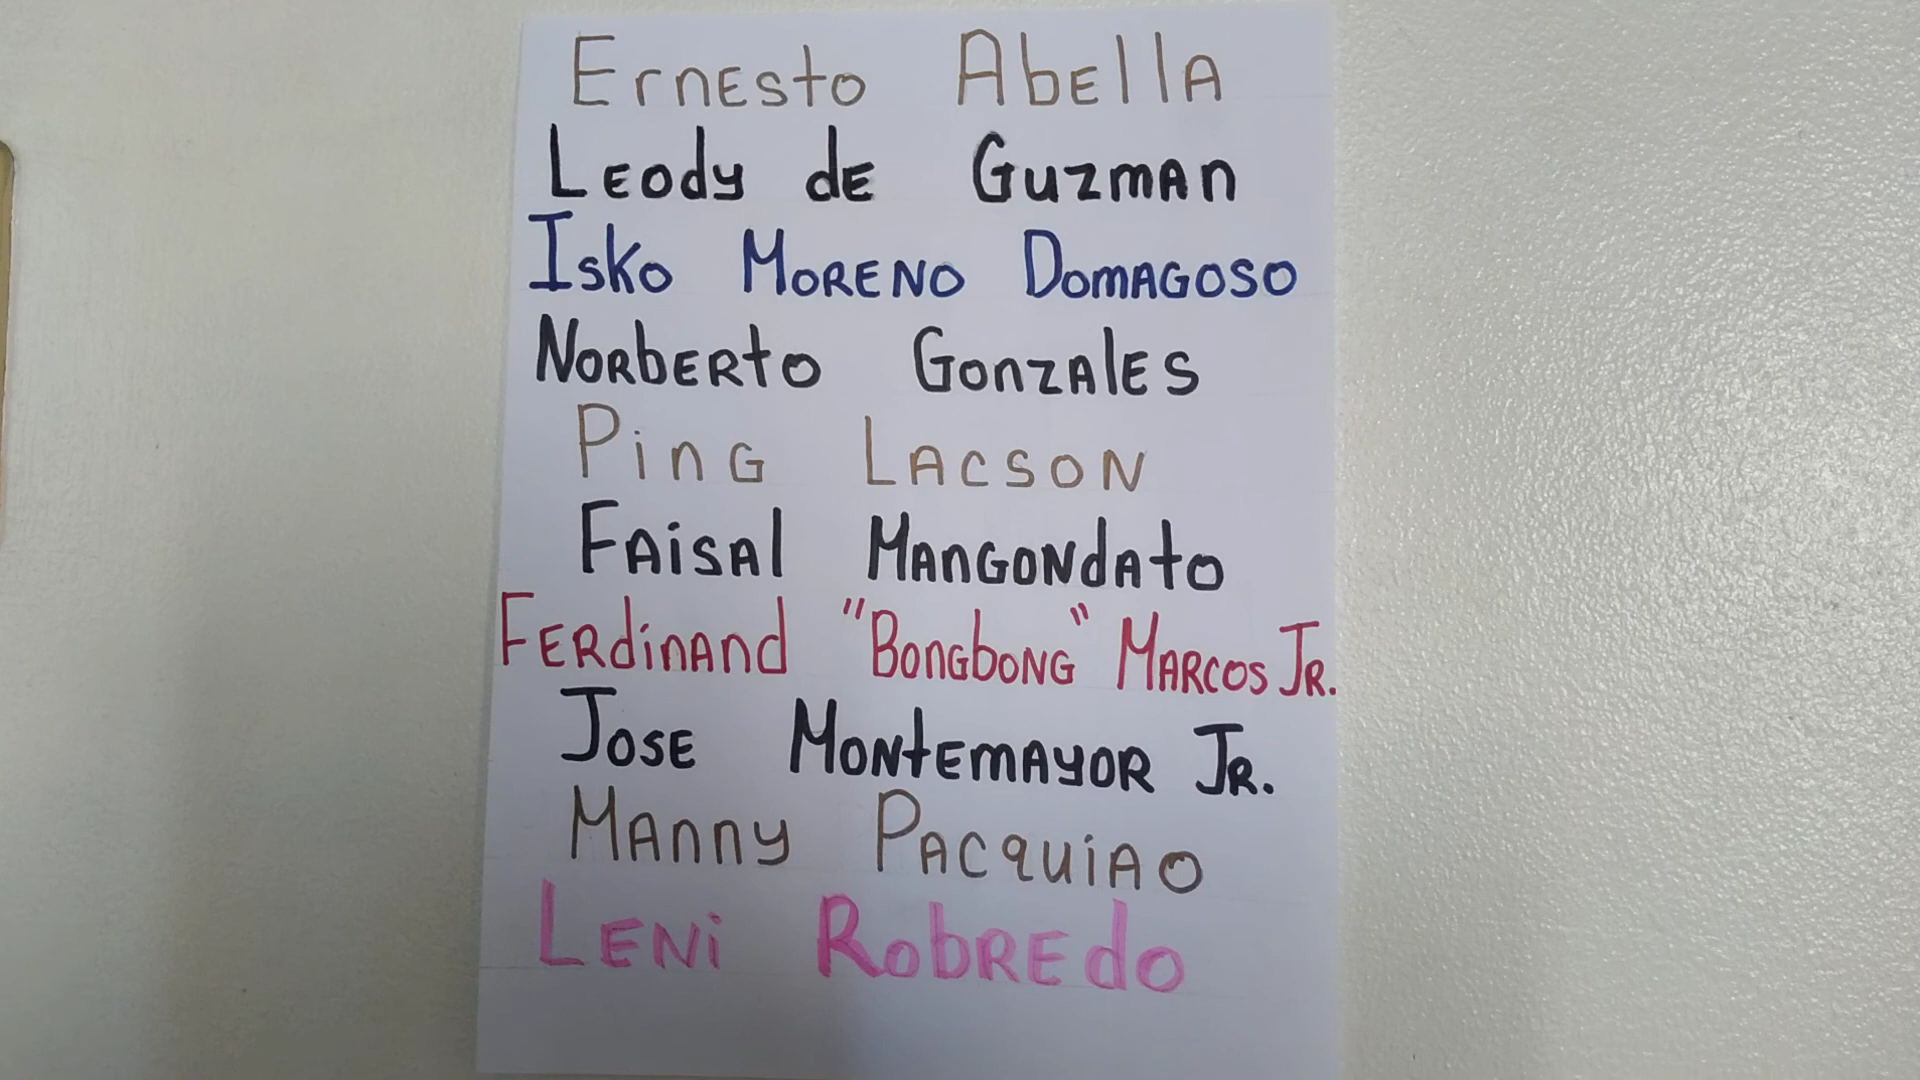 Ernesto Abella
Leody de Guzman
Isko Moreno Domagoso
Norberto Gonzales
Ping Lacson
Faisal Mangondato
Ferdinand "Bongbong" Marcos Jr.
Jose Montemayor Jr.
Manny Pacquiao
Leni Robredo